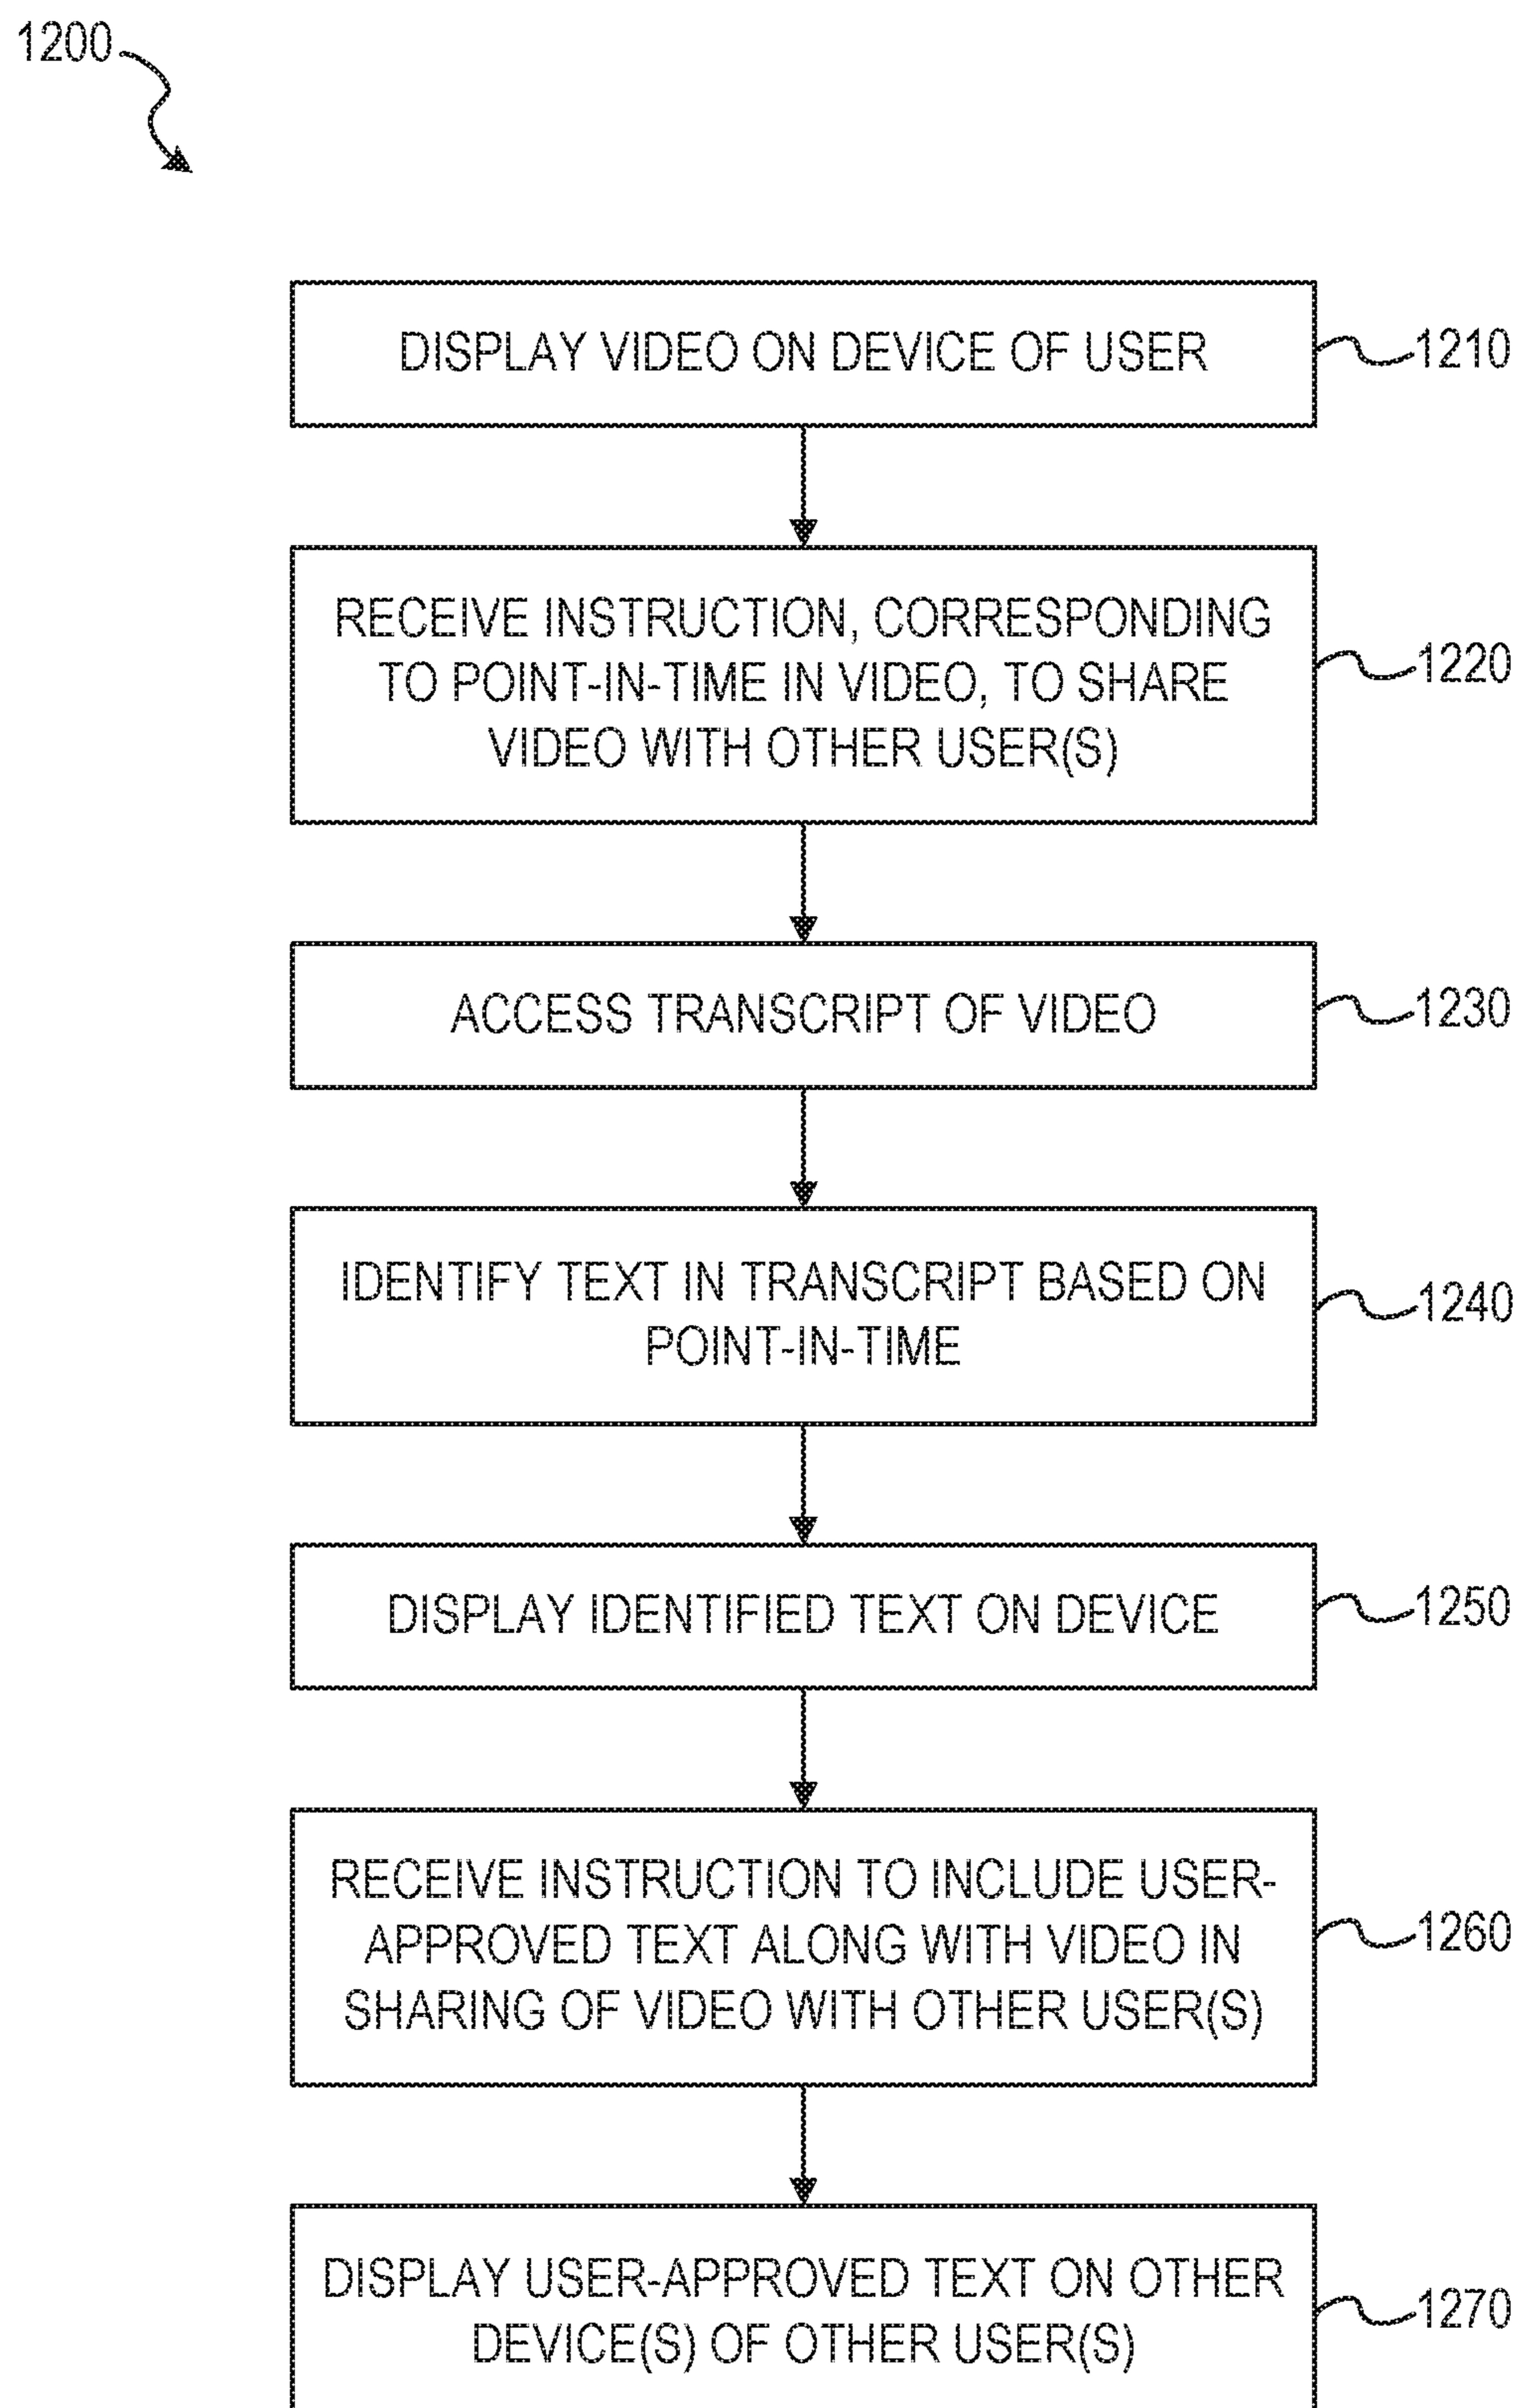 1200
DISPLAY VIDEO ON DEVICE OF USER
1210
RECEIVE INSTRUCTION, CORRESPONDING
TO POINT-IN-TIME IN VIDEO, TO SHARE
VIDEO WITH OTHER USER(S)
1220
ACCESS TRANSCRIPT OF VIDEO
1230
IDENTIFY TEXT IN TRANSCRIPT BASED ON
POINT-IN-TIME
1240
DISPLAY IDENTIFIED TEXT ON DEVICE
1250
RECEIVE INSTRUCTION TO INCLUDE USER-
APPROVED TEXT ALONG WITH VIDEO IN
SHARING OF VIDEO WITH OTHER USER(S)
1260
DISPLAY USER-APPROVED TEXT ON OTHER
DEVICE(S) OF OTHER USER(S)
1270